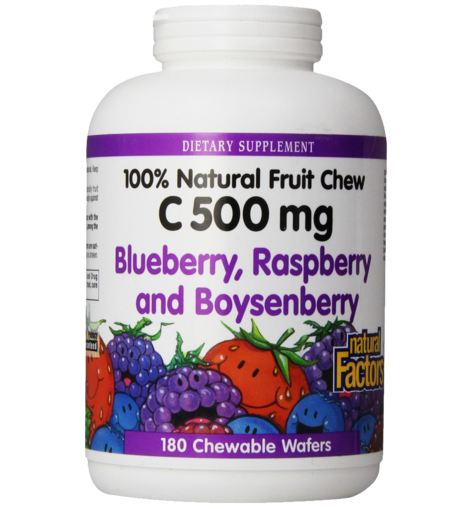 DIETARY SUPPLEMENT
100% Natural Fruit Chew
C 500 mg
Blueberry, Raspberry
and Boysenberry
natural
Factors
180 Chewable Wafers